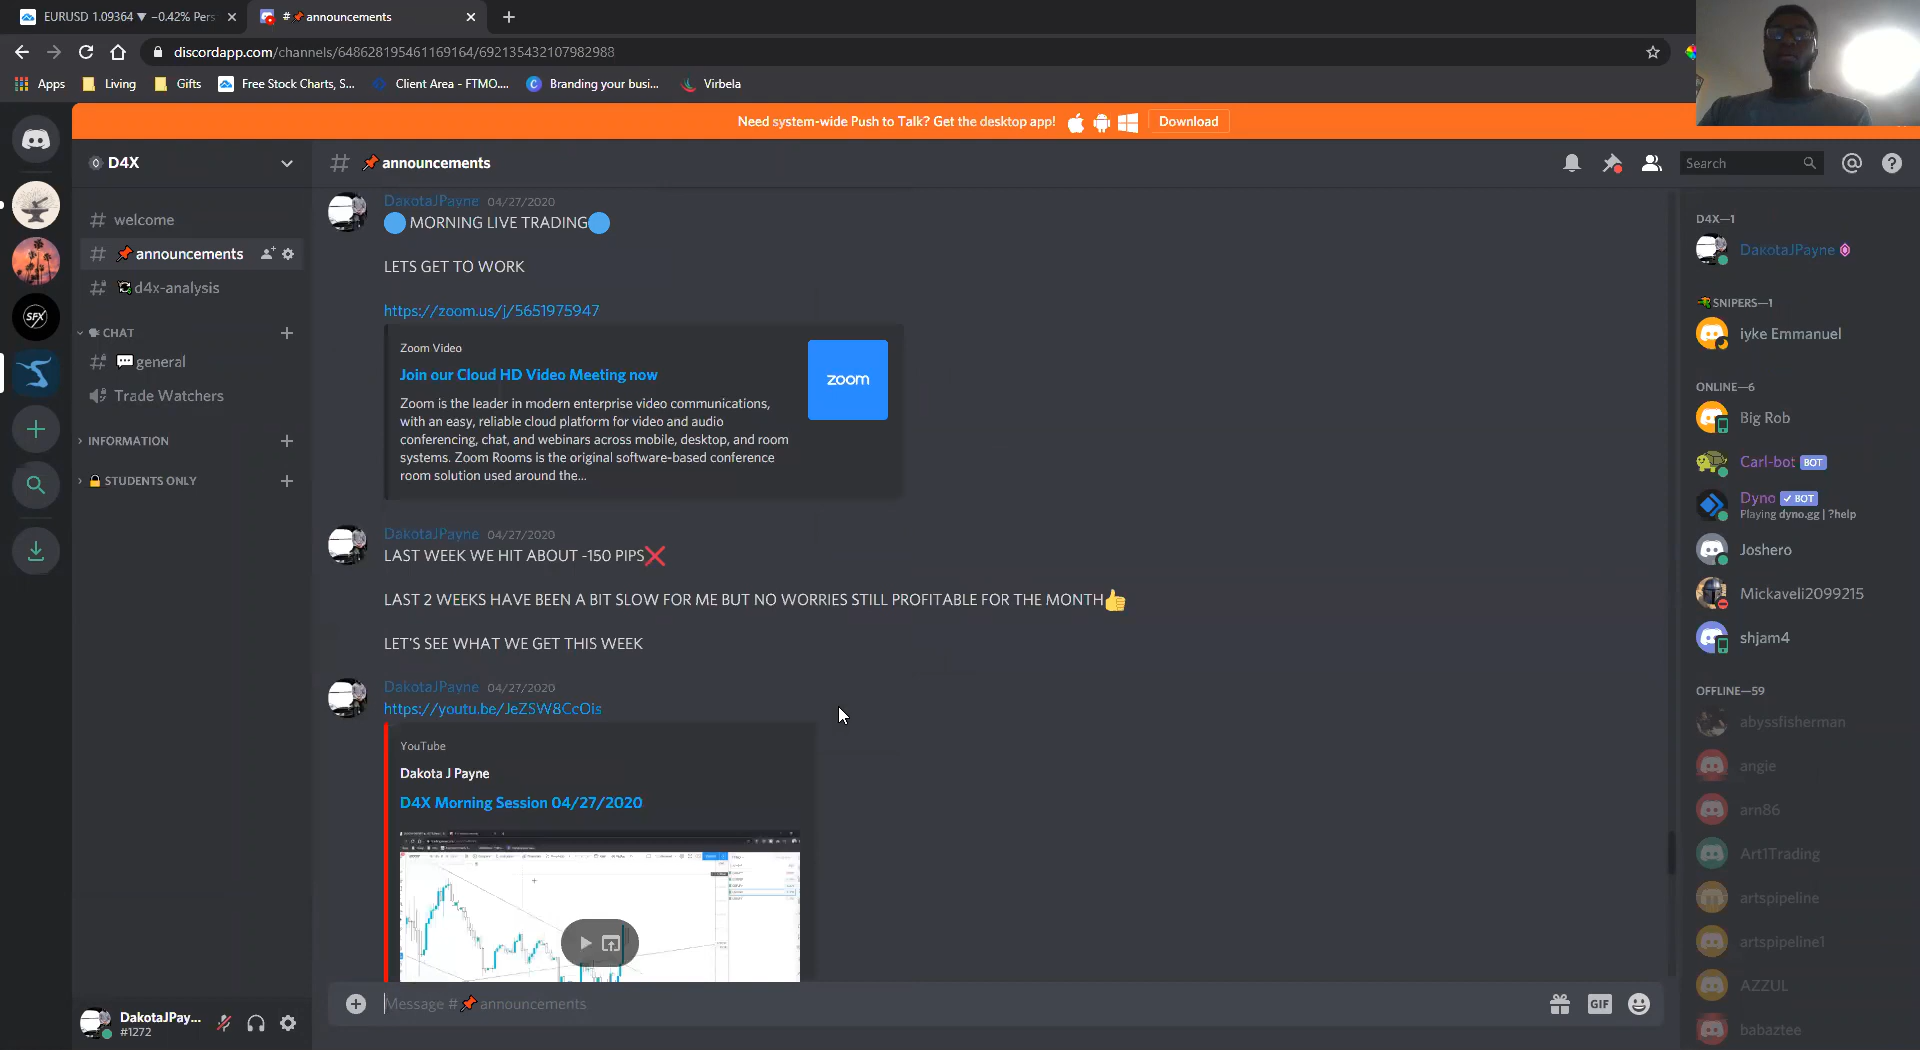 EURUSD 1.09364 ▼ −0.42% Pers
# 📌 announcements
discordapp.com/channels/648628195461169164/692135432107982988
Apps
Living
Gifts
Free Stock Charts, S...
Client Area - FTMO....
Branding your busi...
Virbela
Need system-wide Push to Talk? Get the desktop app!
Download
D4X
# 📌 announcements
Search
# welcome
# 📌 announcements
# d4x-analysis
CHAT
# 💬 general
Trade Watchers
INFORMATION
🔒 STUDENTS ONLY
SFX
DakotaJPayne 04/27/2020
🔵 MORNING LIVE TRADING 🔵
LETS GET TO WORK
https://zoom.us/j/5651975947
Zoom Video
Join our Cloud HD Video Meeting now
Zoom is the leader in modern enterprise video communications,
with an easy, reliable cloud platform for video and audio
conferencing, chat, and webinars across mobile, desktop, and room
systems. Zoom Rooms is the original software-based conference
room solution used around the...
zoom
DakotaJPayne 04/27/2020
LAST WEEK WE HIT ABOUT -150 PIPS❌
LAST 2 WEEKS HAVE BEEN A BIT SLOW FOR ME BUT NO WORRIES STILL PROFITABLE FOR THE MONTH👍
LET'S SEE WHAT WE GET THIS WEEK
DakotaJPayne 04/27/2020
https://youtu.be/JeZSW8CcOis
YouTube
Dakota J Payne
D4X Morning Session 04/27/2020
Message # 📌 announcements
GIF
DakotaJPay...
#1272
D4X—1
DakotaJPayne
SNIPERS—1
iyke Emmanuel
ONLINE—6
Big Rob
Carl-bot BOT
Dyno ✓ BOT
Playing dyno.gg | ?help
Joshero
Mickaveli2099215
shjam4
OFFLINE—59
abyssfisherman
angie
arn86
Art1Trading
artspipeline
artspipeline1
AZZUL
babaztee